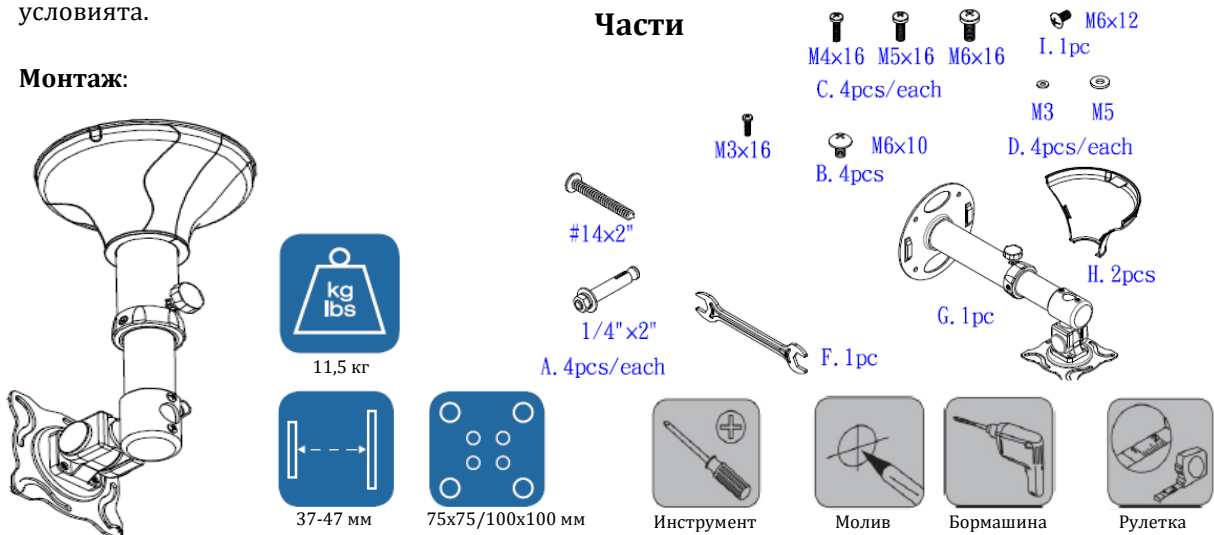 условията.
Монтаж:
Части
M4×16 M5×16 M6×16
C. 4pcs/each
M6×12
I. 1pc
M3 M5
D. 4pcs/each
M3×16
M6×10
B. 4pcs
#14×2"
1/4"×2"
A. 4pcs/each
F. 1pc
G. 1pc
H. 2pcs
kg
lbs
11,5 кг
37-47 мм
75х75/100х100 мм
Инструмент
Молив
Бормашина
Рулетка